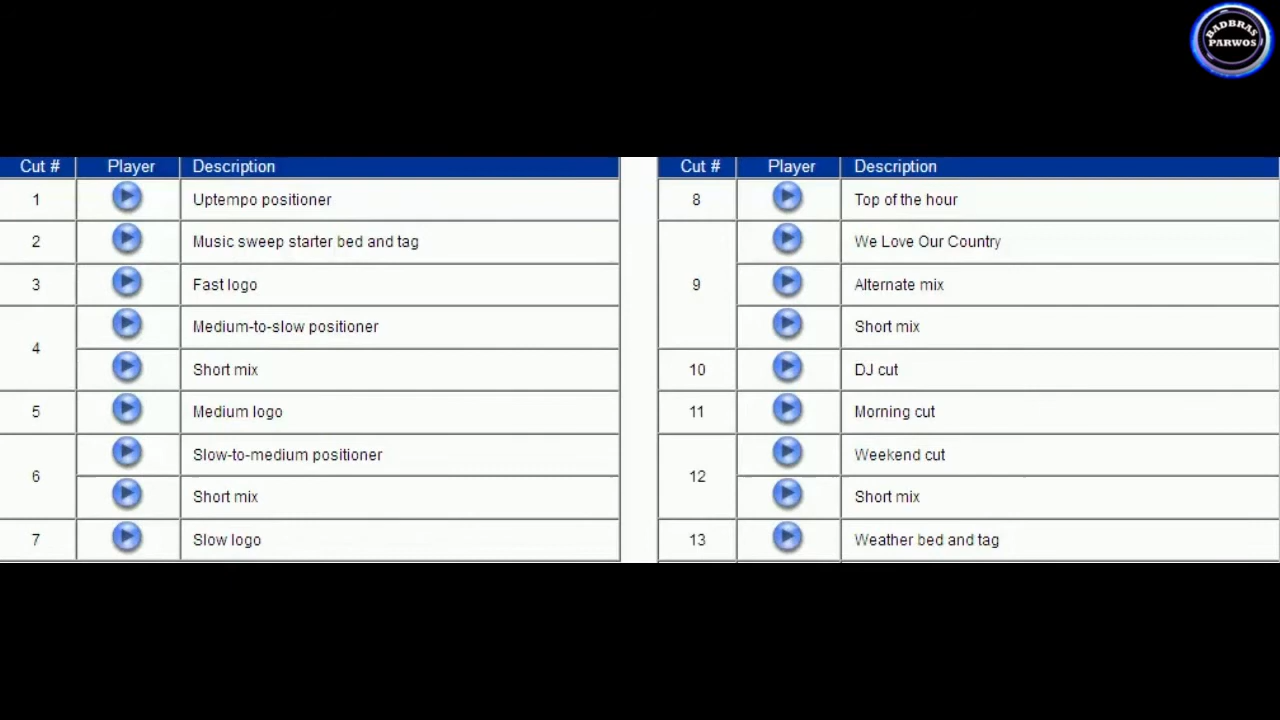 BADBRAS
PARWOS
Cut # Player Description
1 Uptempo positioner
2 Music sweep starter bed and tag
3 Fast logo
4 Medium-to-slow positioner
Short mix
5 Medium logo
6 Slow-to-medium positioner
Short mix
7 Slow logo
Cut # Player Description
8 Top of the hour
9 We Love Our Country
Alternate mix
Short mix
10 DJ cut
11 Morning cut
12 Weekend cut
Short mix
13 Weather bed and tag